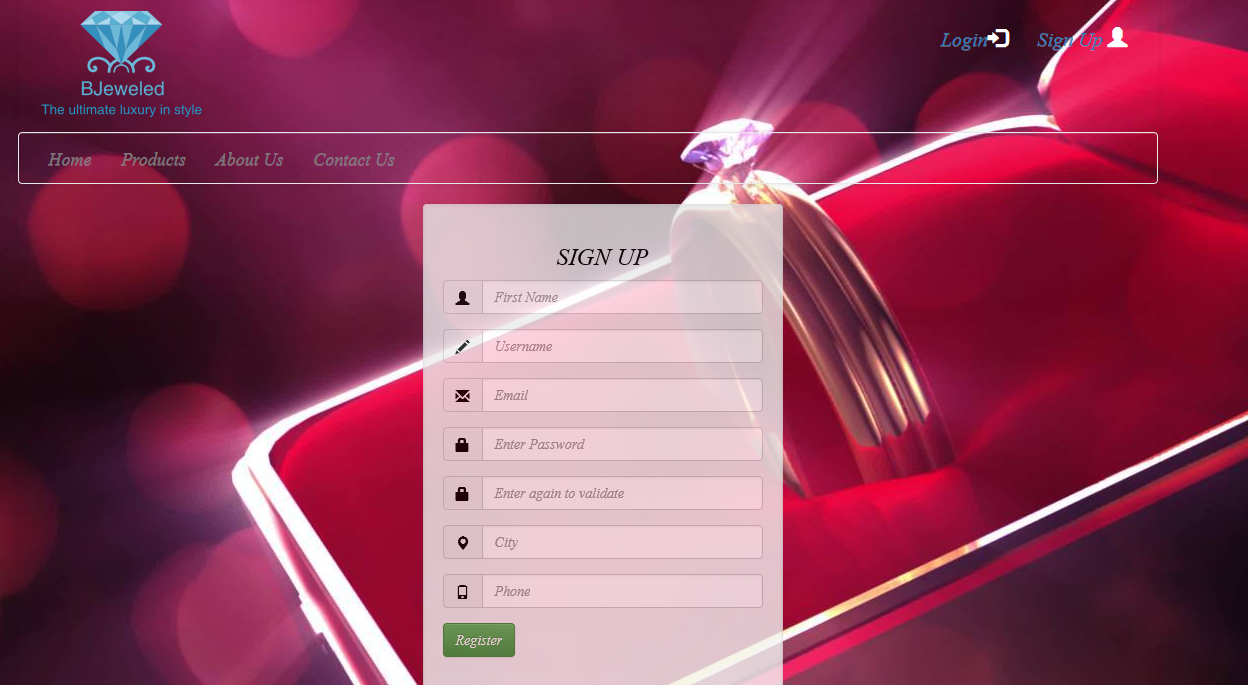 BJeweled
The ultimate luxury in style
Login
Sign Up
Home
Products
About Us
Contact Us
SIGN UP
First Name
Username
Email
Enter Password
Enter again to validate
City
Phone
Register